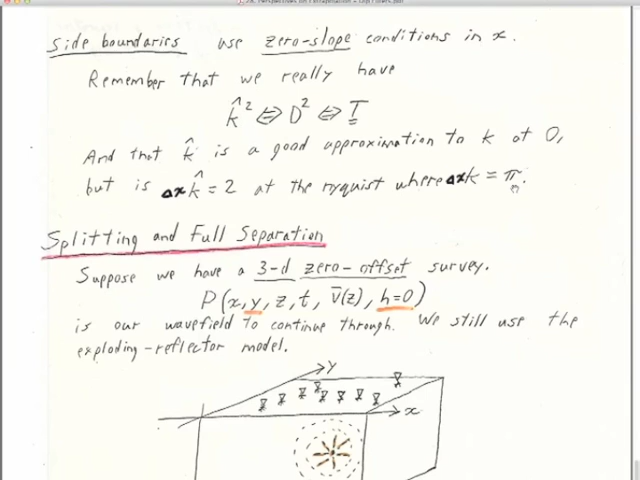 Side boundaries use zero-slope conditions in x.
Remember that we really have
k̂² ⇔ D² ⇔ T
And that k̂ is a good approximation to k at 0,
but is Δx k̂ = 2 at the nyquist where Δxk = π.
Splitting and Full Separation
Suppose we have a 3-d zero-offset survey.
P(x, y, z, t, v̄(z), h=0)
is our wavefield to continue through. We still use the
exploding-reflector model.
y
x